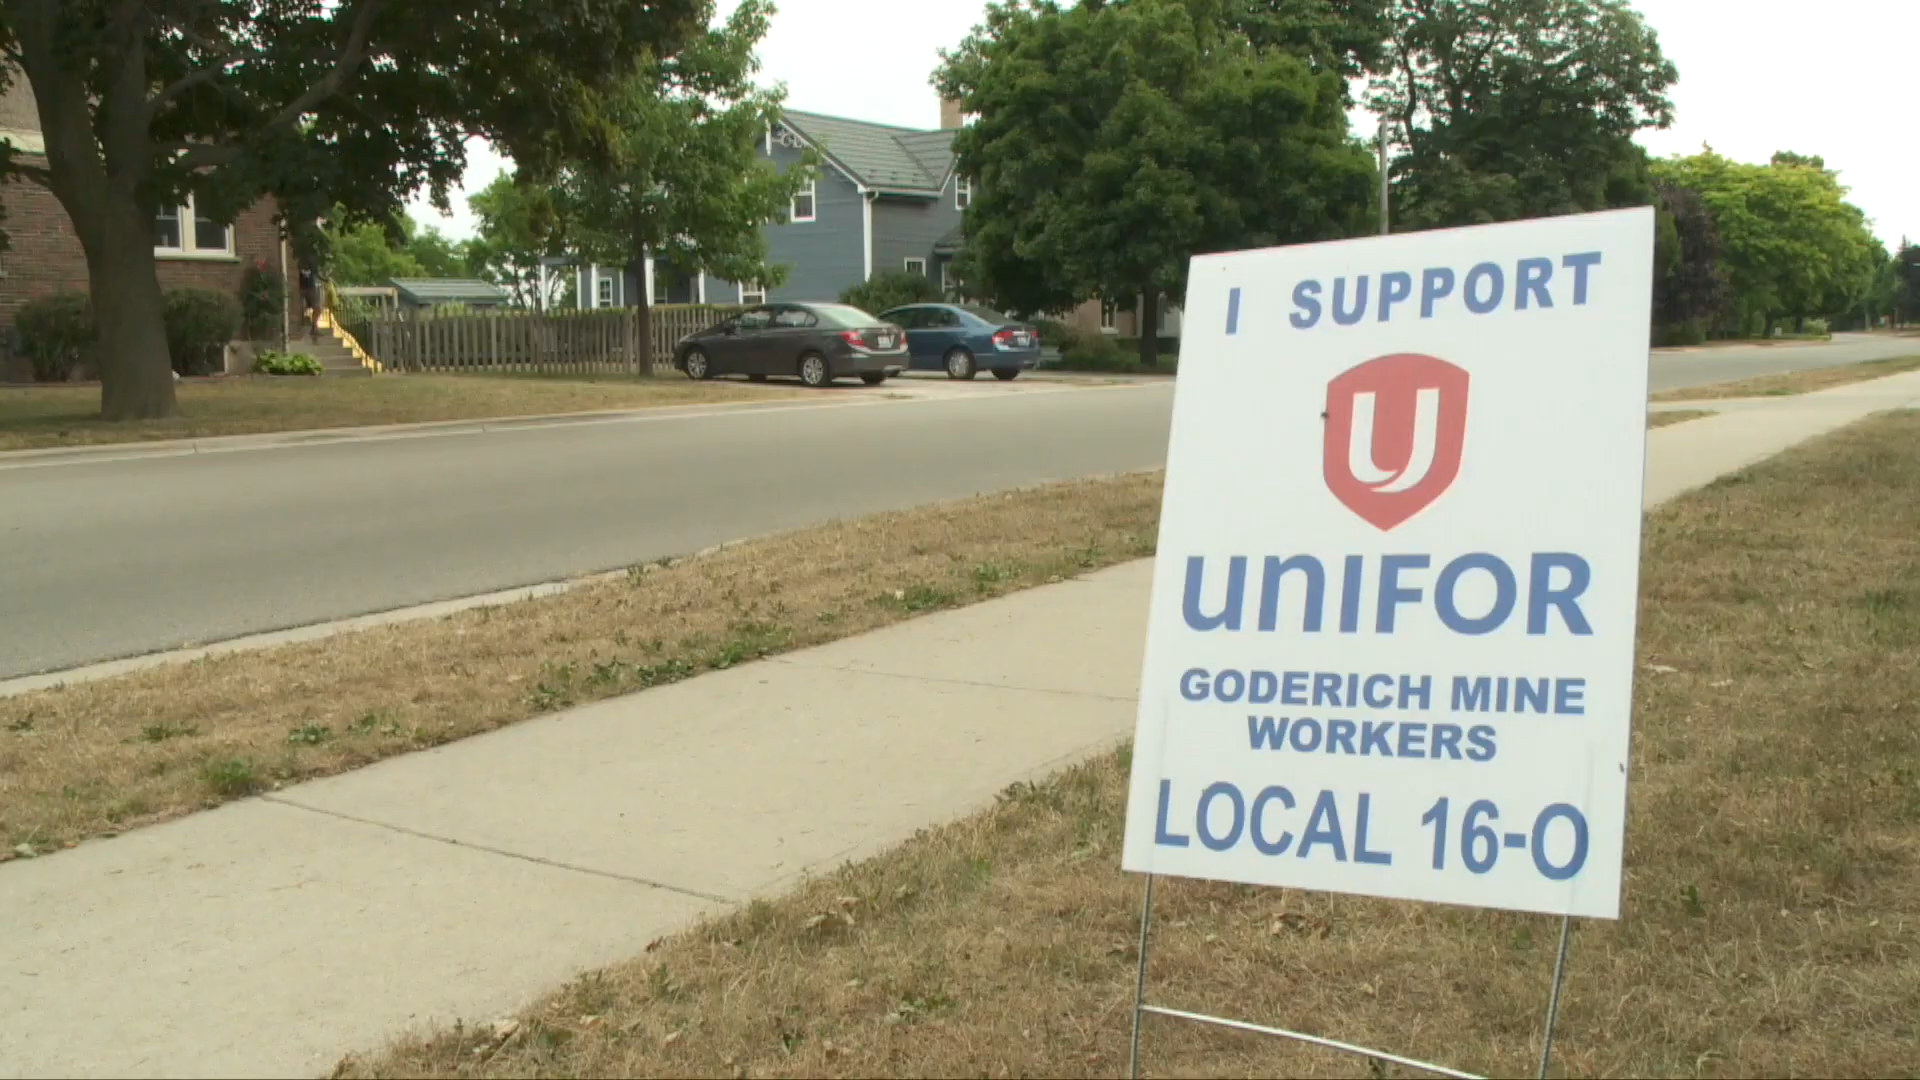 I SUPPORT
U
UNIFOR
GODERICH MINE
WORKERS
LOCAL 16-O